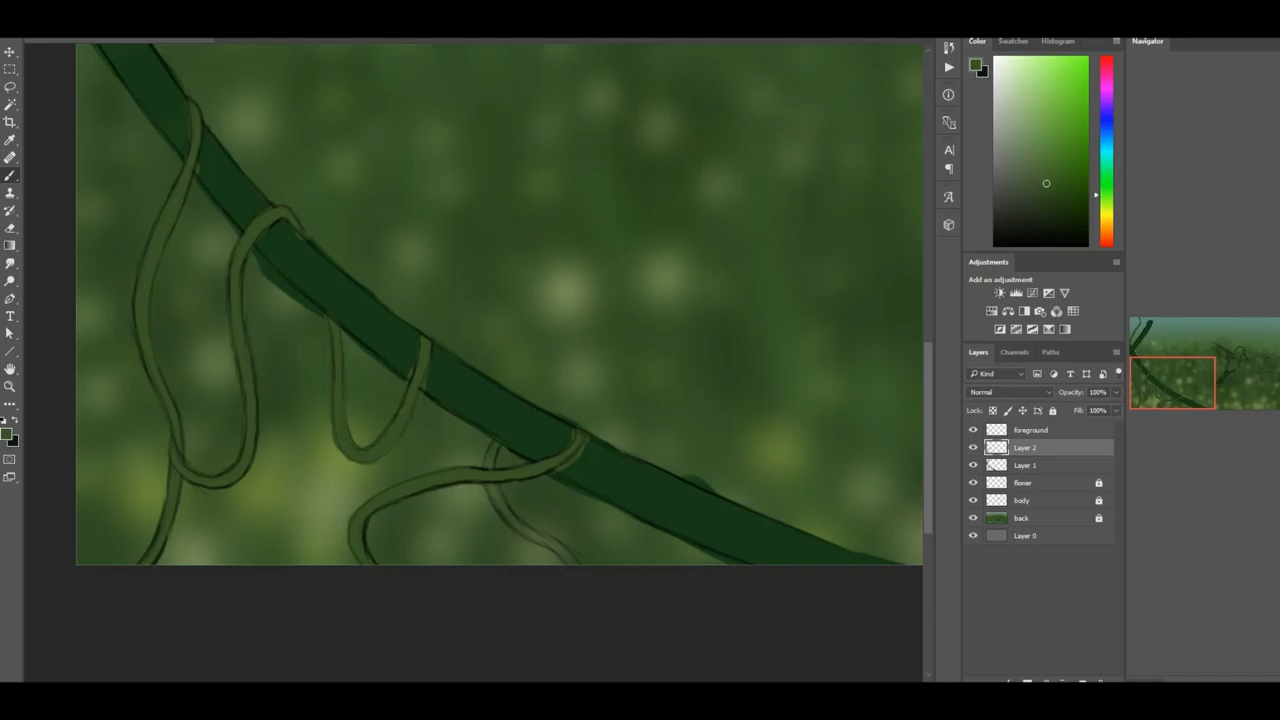 Color Swatches Histogram
Navigator
Adjustments
Add an adjustment
Layers Channels Paths
Kind
Normal Opacity: 100%
Lock: Fill: 100%
foreground
Layer 2
Layer 1
flower
body
back
Layer 0